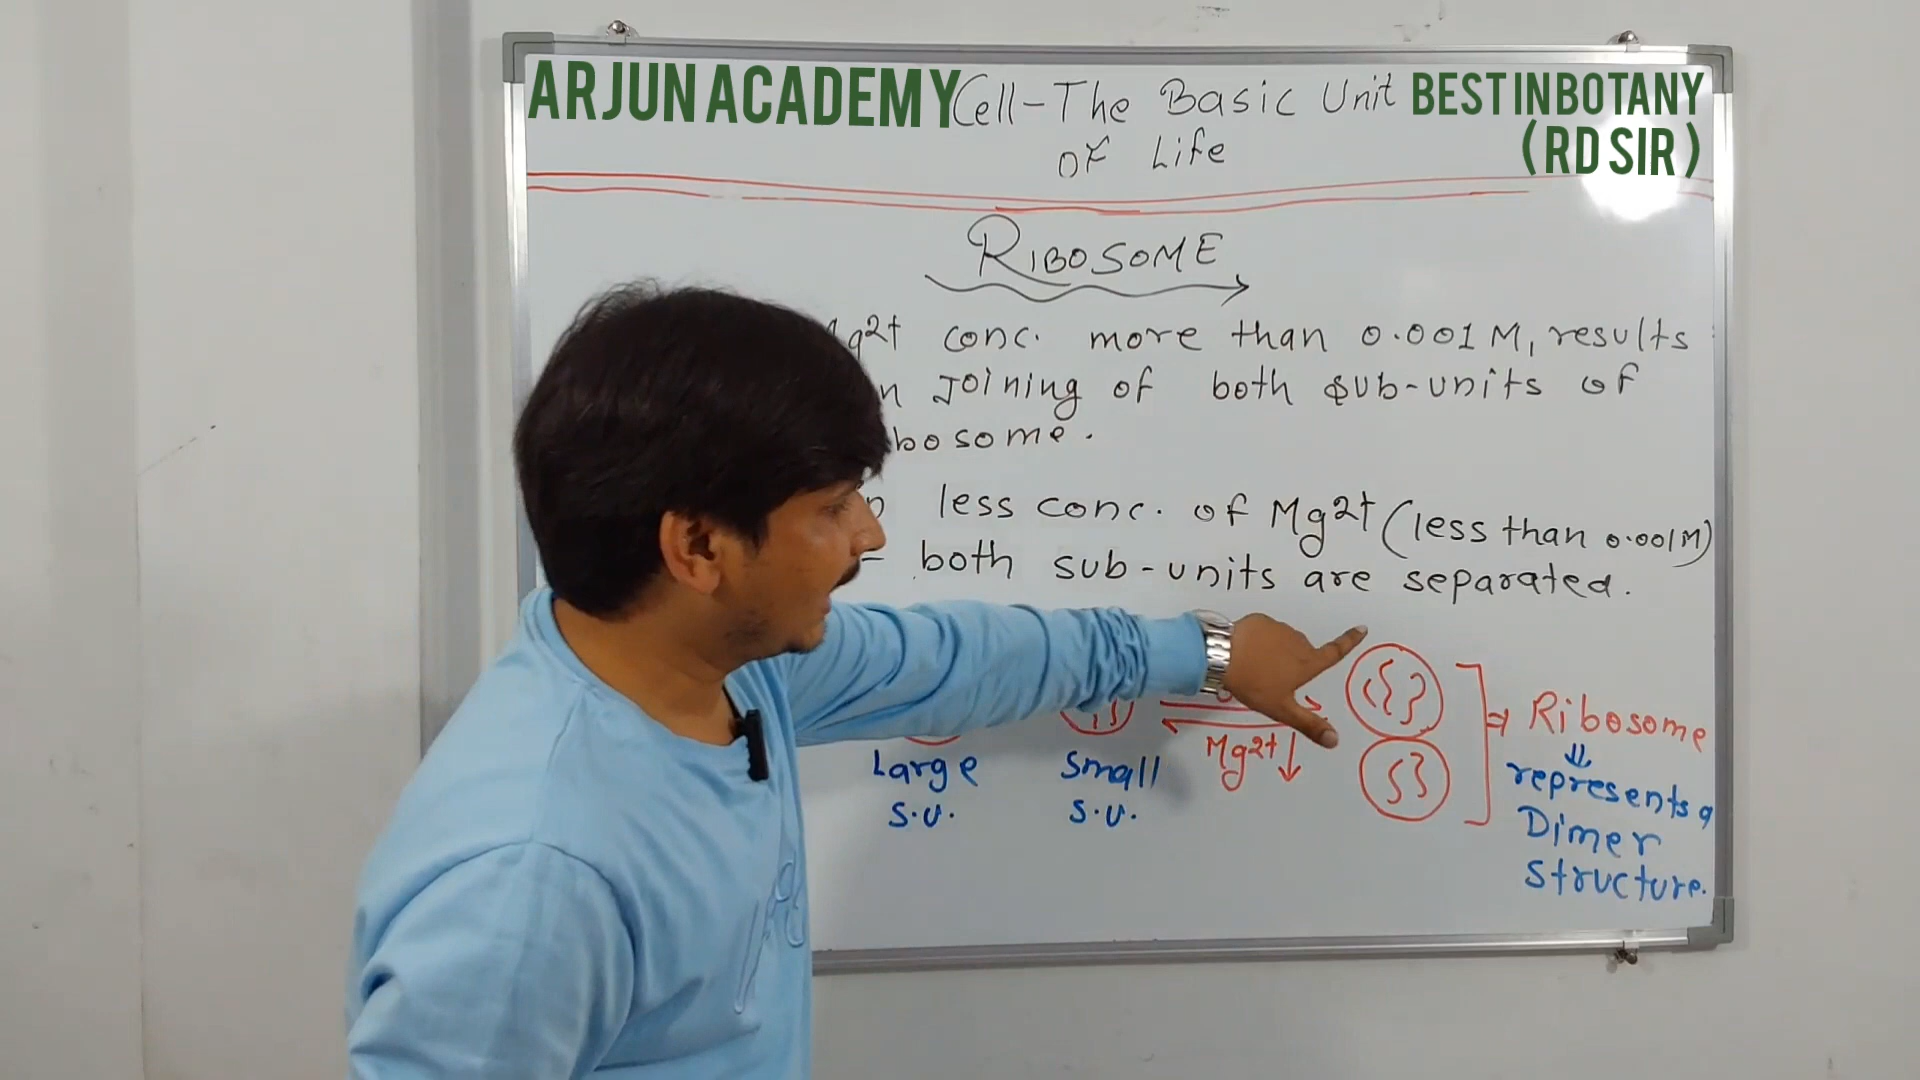 ARJUN ACADEMY
Cell-The Basic Unit
of Life
BEST IN BOTANY
(RD SIR)
RIBOSOME
Mg2+ conc. more than 0.001M, results
Joining of both sub-units of
bosome.
less conc. of Mg2+ (less than 0.001M)
= both sub-units are separated.
Large
S.U.
Small
S.U.
Mg2+↓
⇒ Ribosome
⇓
represents a
Dimer
structure.